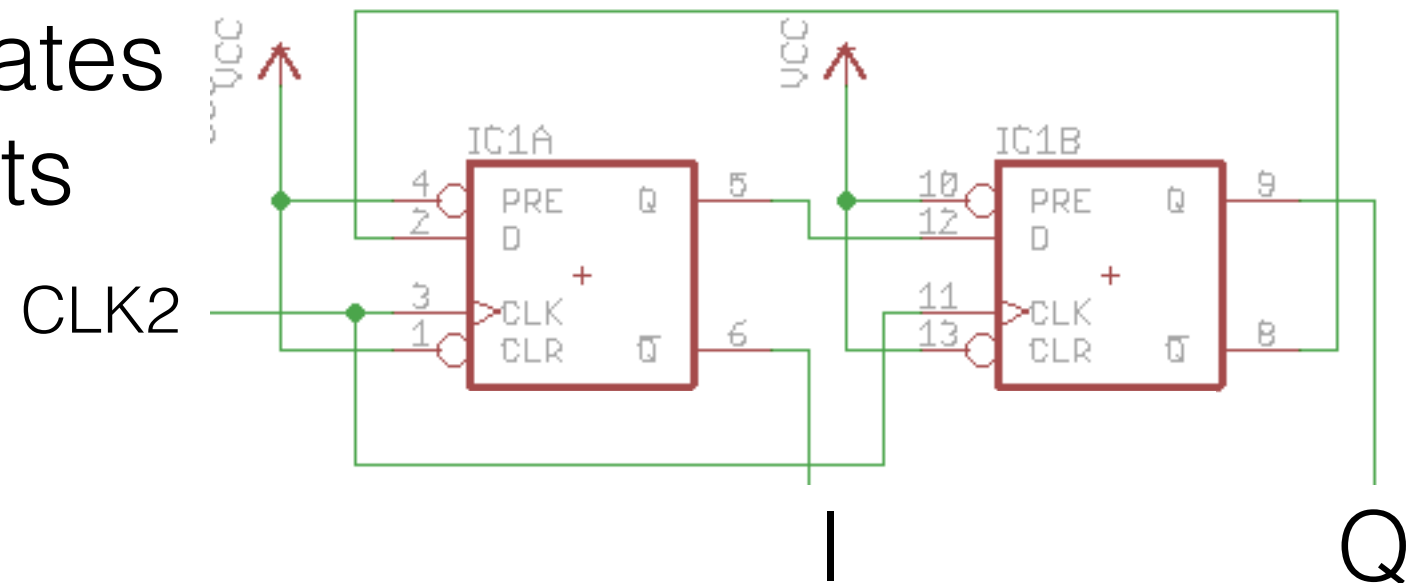 ates
ts
VCC
VCC
IC1A
IC1B
4
PRE
Q
5
10
PRE
Q
9
2
D
12
D
CLK2
3
CLK
11
CLK
1
CLR
Q̅
6
13
CLR
Q̅
8
I
Q